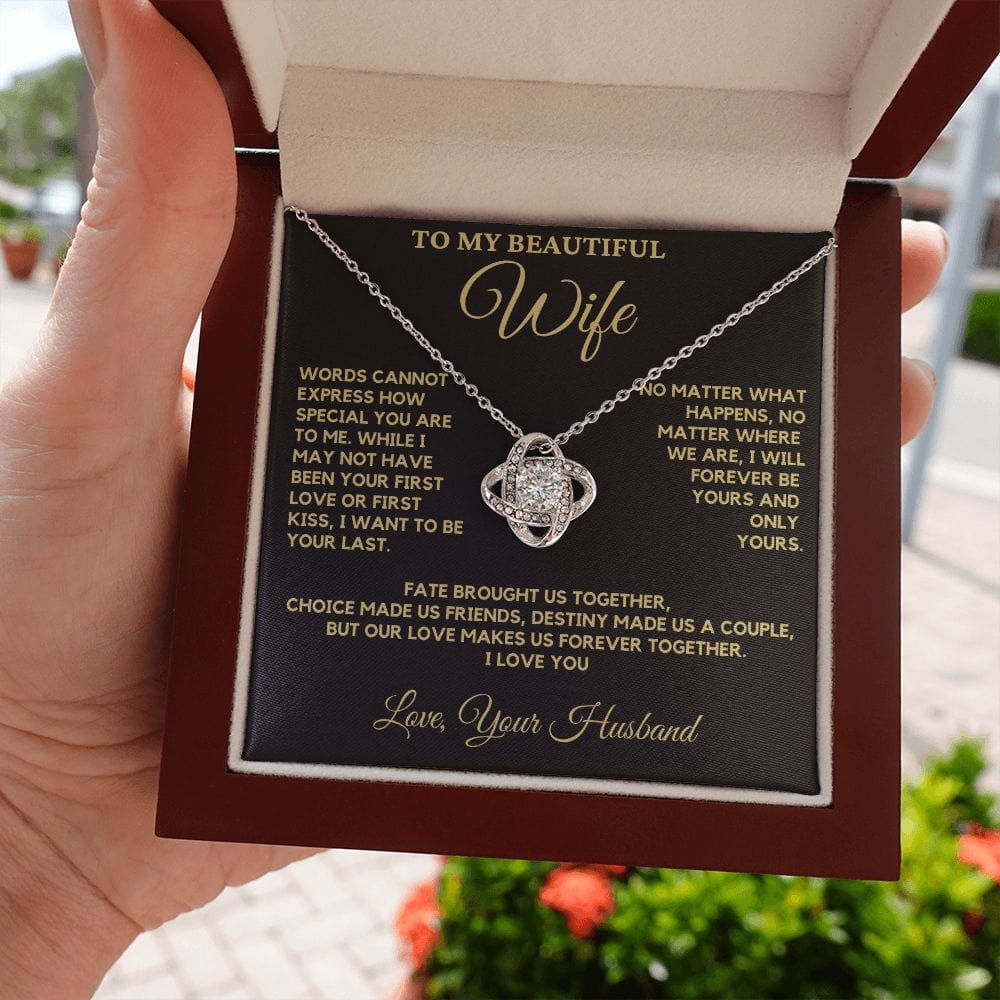 TO MY BEAUTIFUL
Wife
WORDS CANNOT
EXPRESS HOW
SPECIAL YOU ARE
TO ME. WHILE I
MAY NOT HAVE
BEEN YOUR FIRST
LOVE OR FIRST
KISS, I WANT TO BE
YOUR LAST.
NO MATTER WHAT
HAPPENS, NO
MATTER WHERE
WE ARE, I WILL
FOREVER BE
YOURS AND
ONLY
YOURS.
FATE BROUGHT US TOGETHER,
CHOICE MADE US FRIENDS, DESTINY MADE US A COUPLE,
BUT OUR LOVE MAKES US FOREVER TOGETHER.
I LOVE YOU
Love, Your Husband